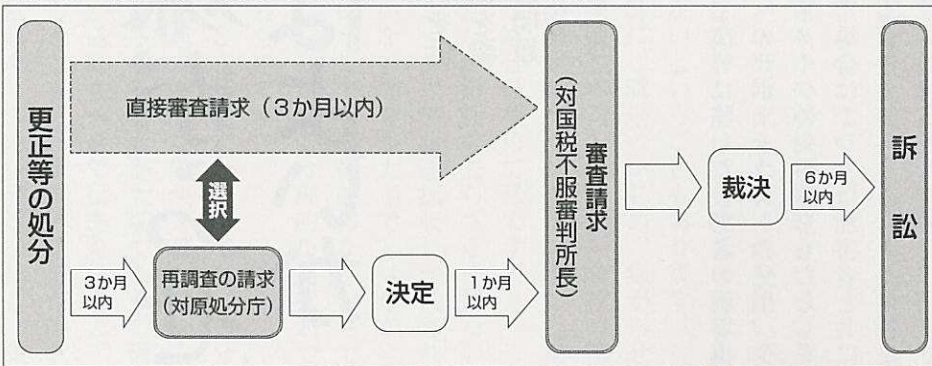 更正等の処分
直接審査請求（3か月以内）
選択
3か月
以内
再調査の請求
（対原処分庁）
決定
1か月
以内
審査請求
（対国税不服審判所長）
裁決
6か月
以内
訴訟